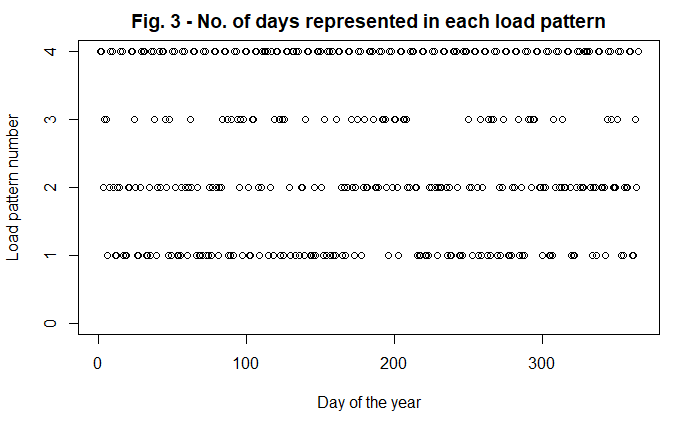 Fig. 3 - No. of days represented in each load pattern
Load pattern number
4
3
2
1
0
0 100 200 300
Day of the year